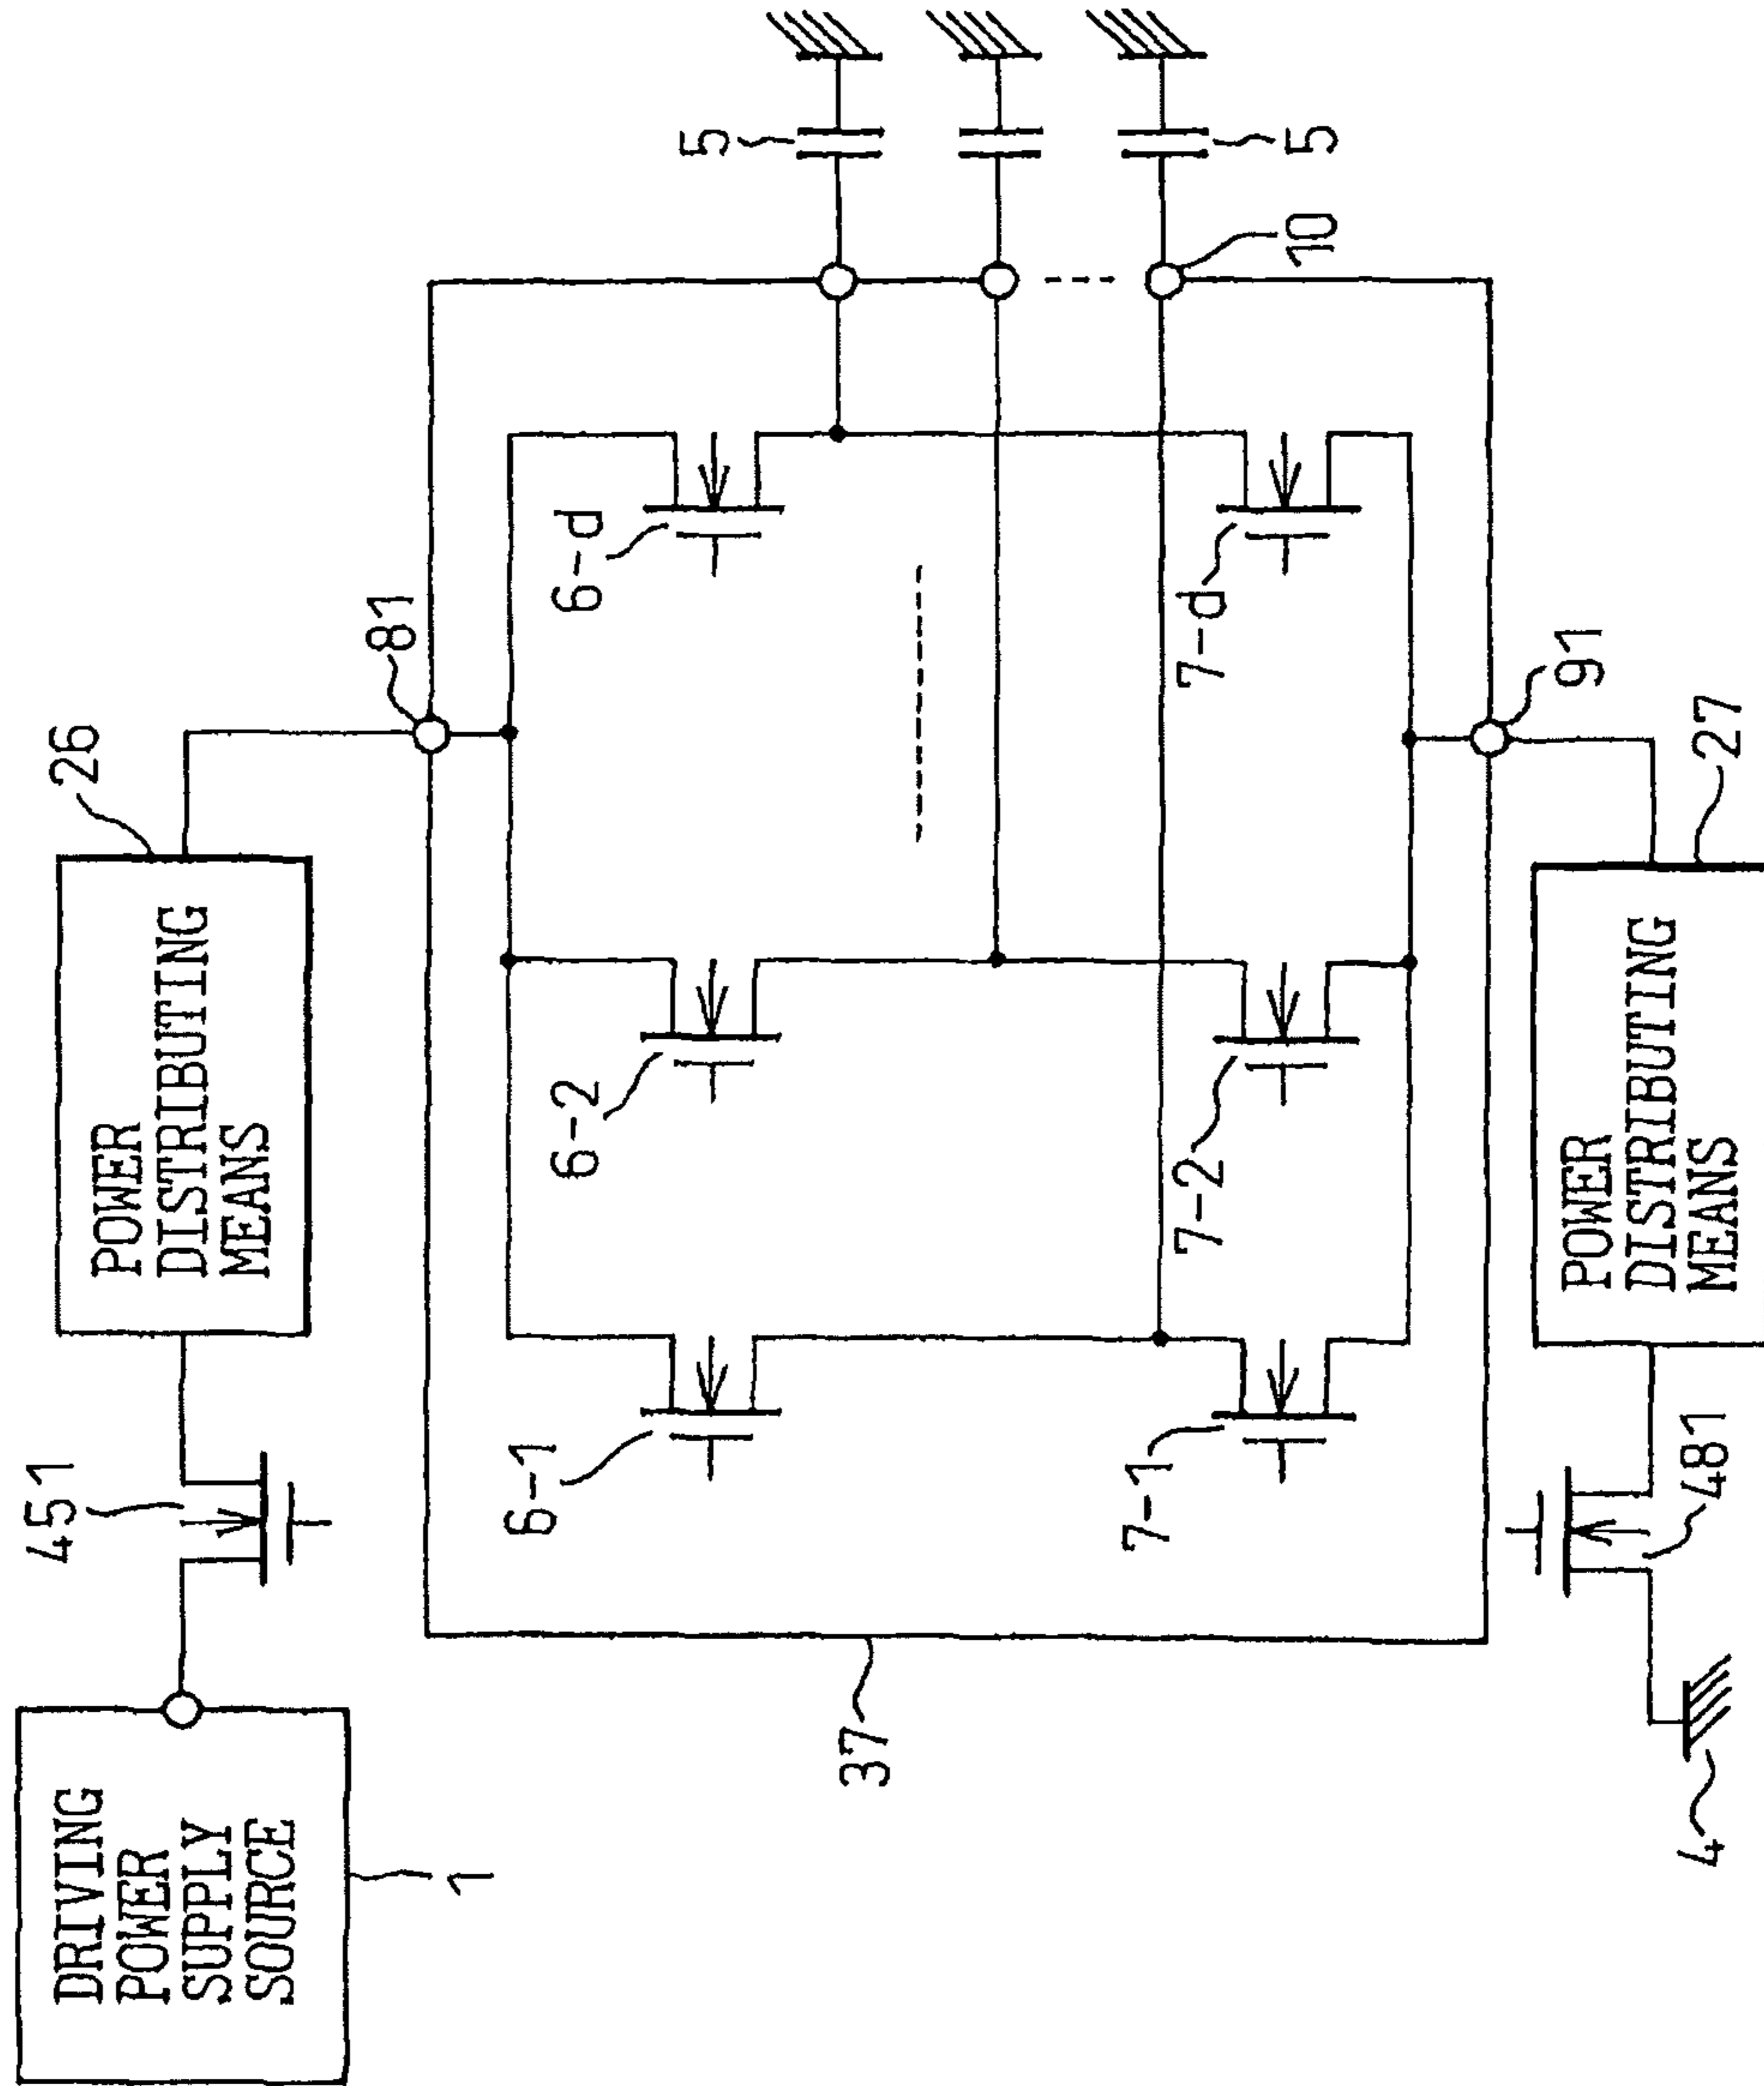 DRIVING
POWER
SUPPLY
SOURCE
1
451
POWER
DISTRIBUTING
MEANS
26
81
37
6-1
6-2
6-d
7-1
7-2
7-d
5
5
10
91
4
481
POWER
DISTRIBUTING
MEANS
27